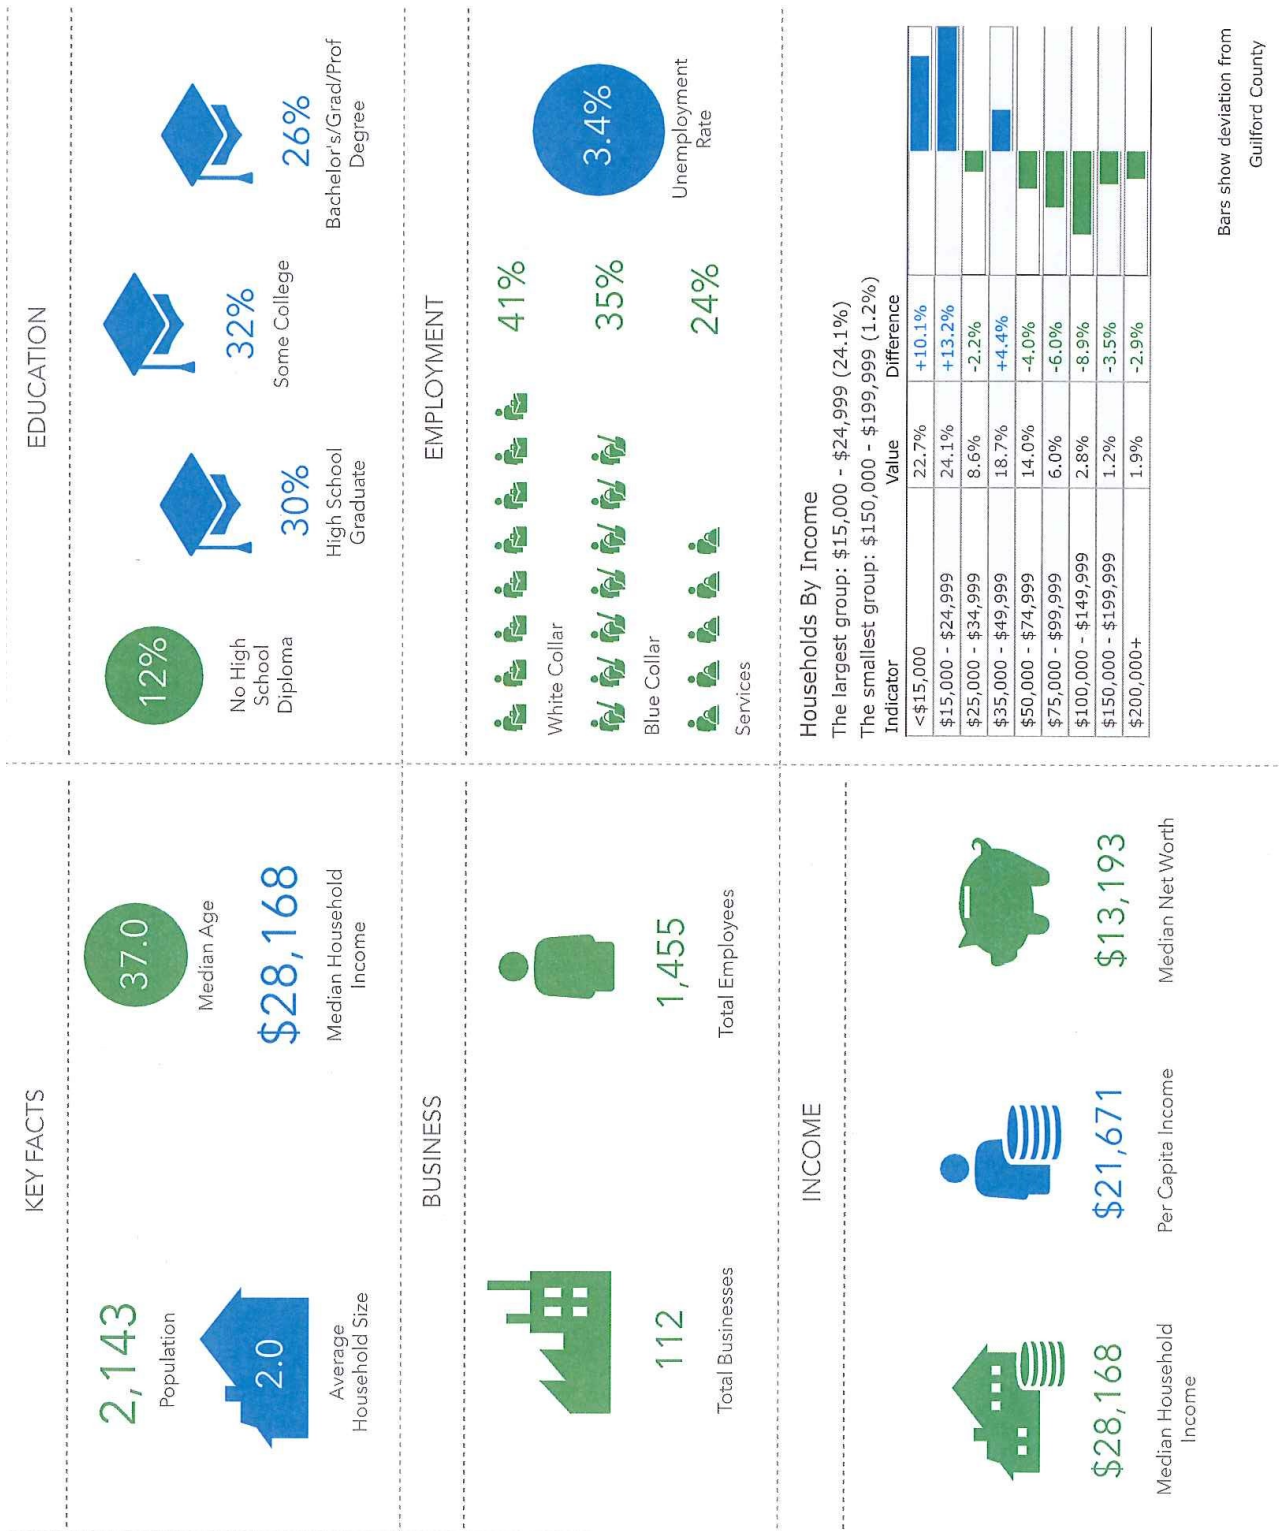 KEY FACTS
2,143
Population
37.0
Median Age
2.0
Average
Household Size
$28,168
Median Household
Income
EDUCATION
12%
No High
School
Diploma
30%
High School
Graduate
32%
Some College
26%
Bachelor's/Grad/Prof
Degree
BUSINESS
112
Total Businesses
1,455
Total Employees
EMPLOYMENT
41%
White Collar
35%
Blue Collar
24%
Services
3.4%
Unemployment
Rate
INCOME
$28,168
Median Household
Income
$21,671
Per Capita Income
$13,193
Median Net Worth
Households By Income
The largest group: $15,000 - $24,999 (24.1%)
The smallest group: $150,000 - $199,999 (1.2%)
Indicator Value Difference
<$15,000 22.7% +10.1%
$15,000 - $24,999 24.1% +13.2%
$25,000 - $34,999 8.6% -2.2%
$35,000 - $49,999 18.7% +4.4%
$50,000 - $74,999 14.0% -4.0%
$75,000 - $99,999 6.0% -6.0%
$100,000 - $149,999 2.8% -8.9%
$150,000 - $199,999 1.2% -3.5%
$200,000+ 1.9% -2.9%
Bars show deviation from
Guilford County